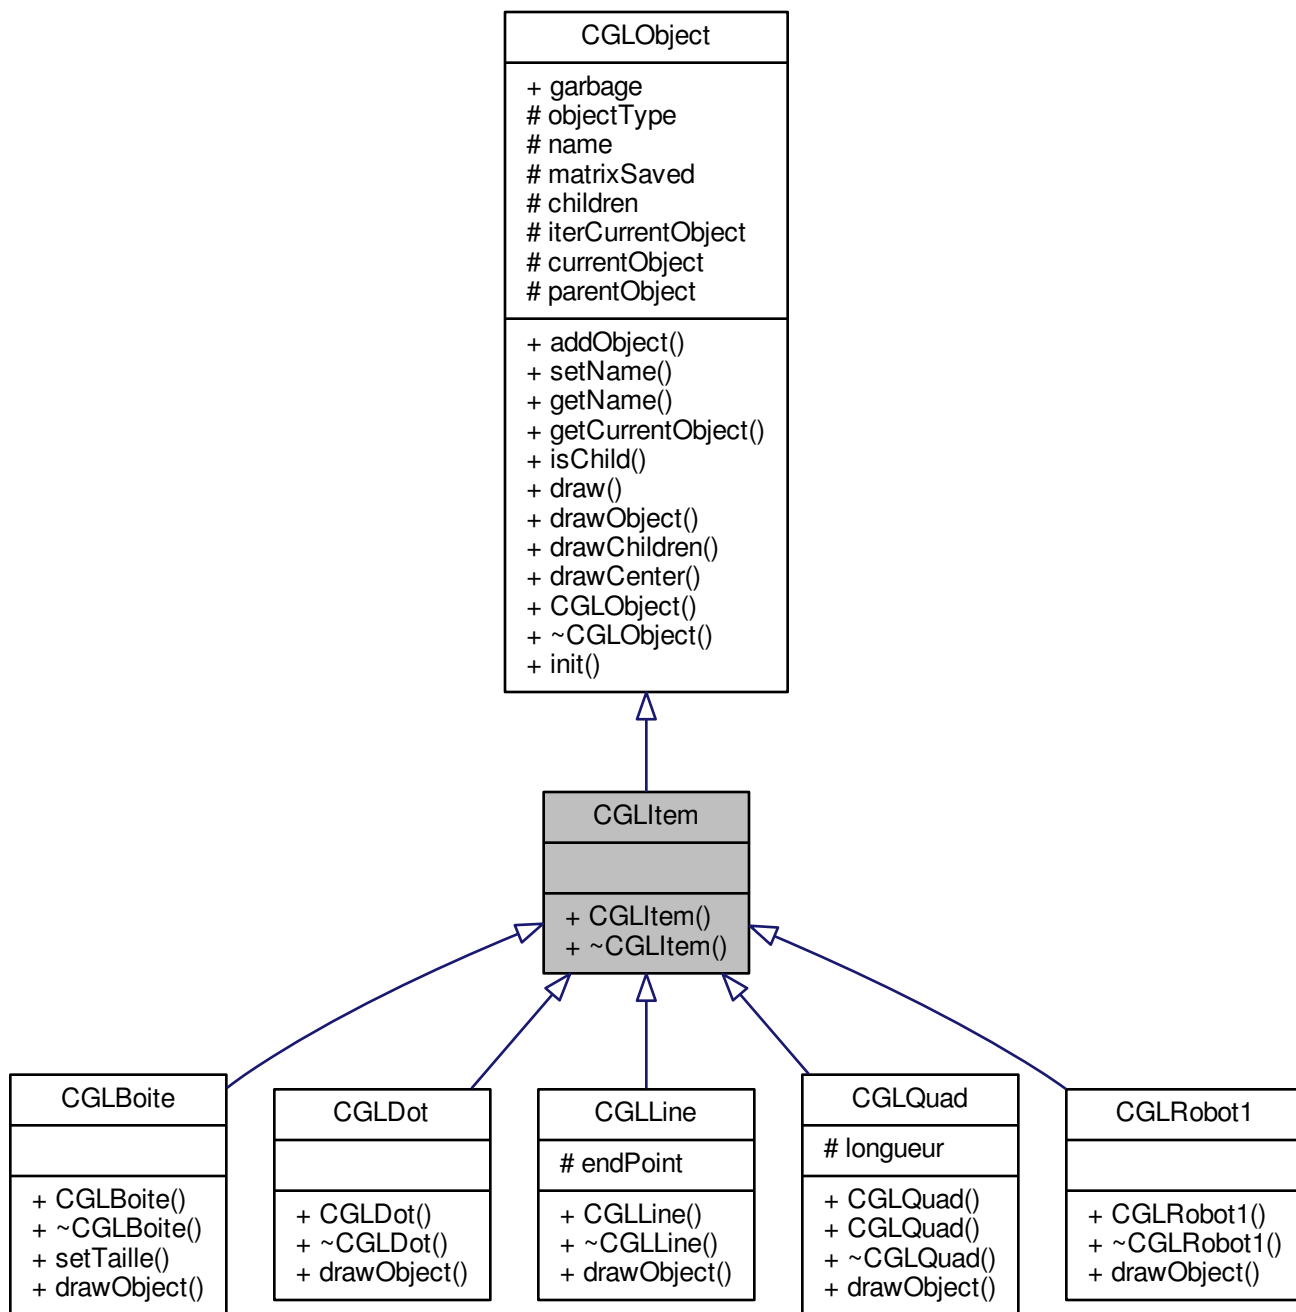 CGLObject
+ garbage
# objectType
# name
# matrixSaved
# children
# iterCurrentObject
# currentObject
# parentObject
+ addObject()
+ setName()
+ getName()
+ getCurrentObject()
+ isChild()
+ draw()
+ drawObject()
+ drawChildren()
+ drawCenter()
+ CGLObject()
+ ~CGLObject()
+ init()
CGLItem
+ CGLItem()
+ ~CGLItem()
CGLBoite
+ CGLBoite()
+ ~CGLBoite()
+ setTaille()
+ drawObject()
CGLDot
+ CGLDot()
+ ~CGLDot()
+ drawObject()
CGLLine
# endPoint
+ CGLLine()
+ ~CGLLine()
+ drawObject()
CGLQuad
# longueur
+ CGLQuad()
+ CGLQuad()
+ ~CGLQuad()
+ drawObject()
CGLRobot1
+ CGLRobot1()
+ ~CGLRobot1()
+ drawObject()